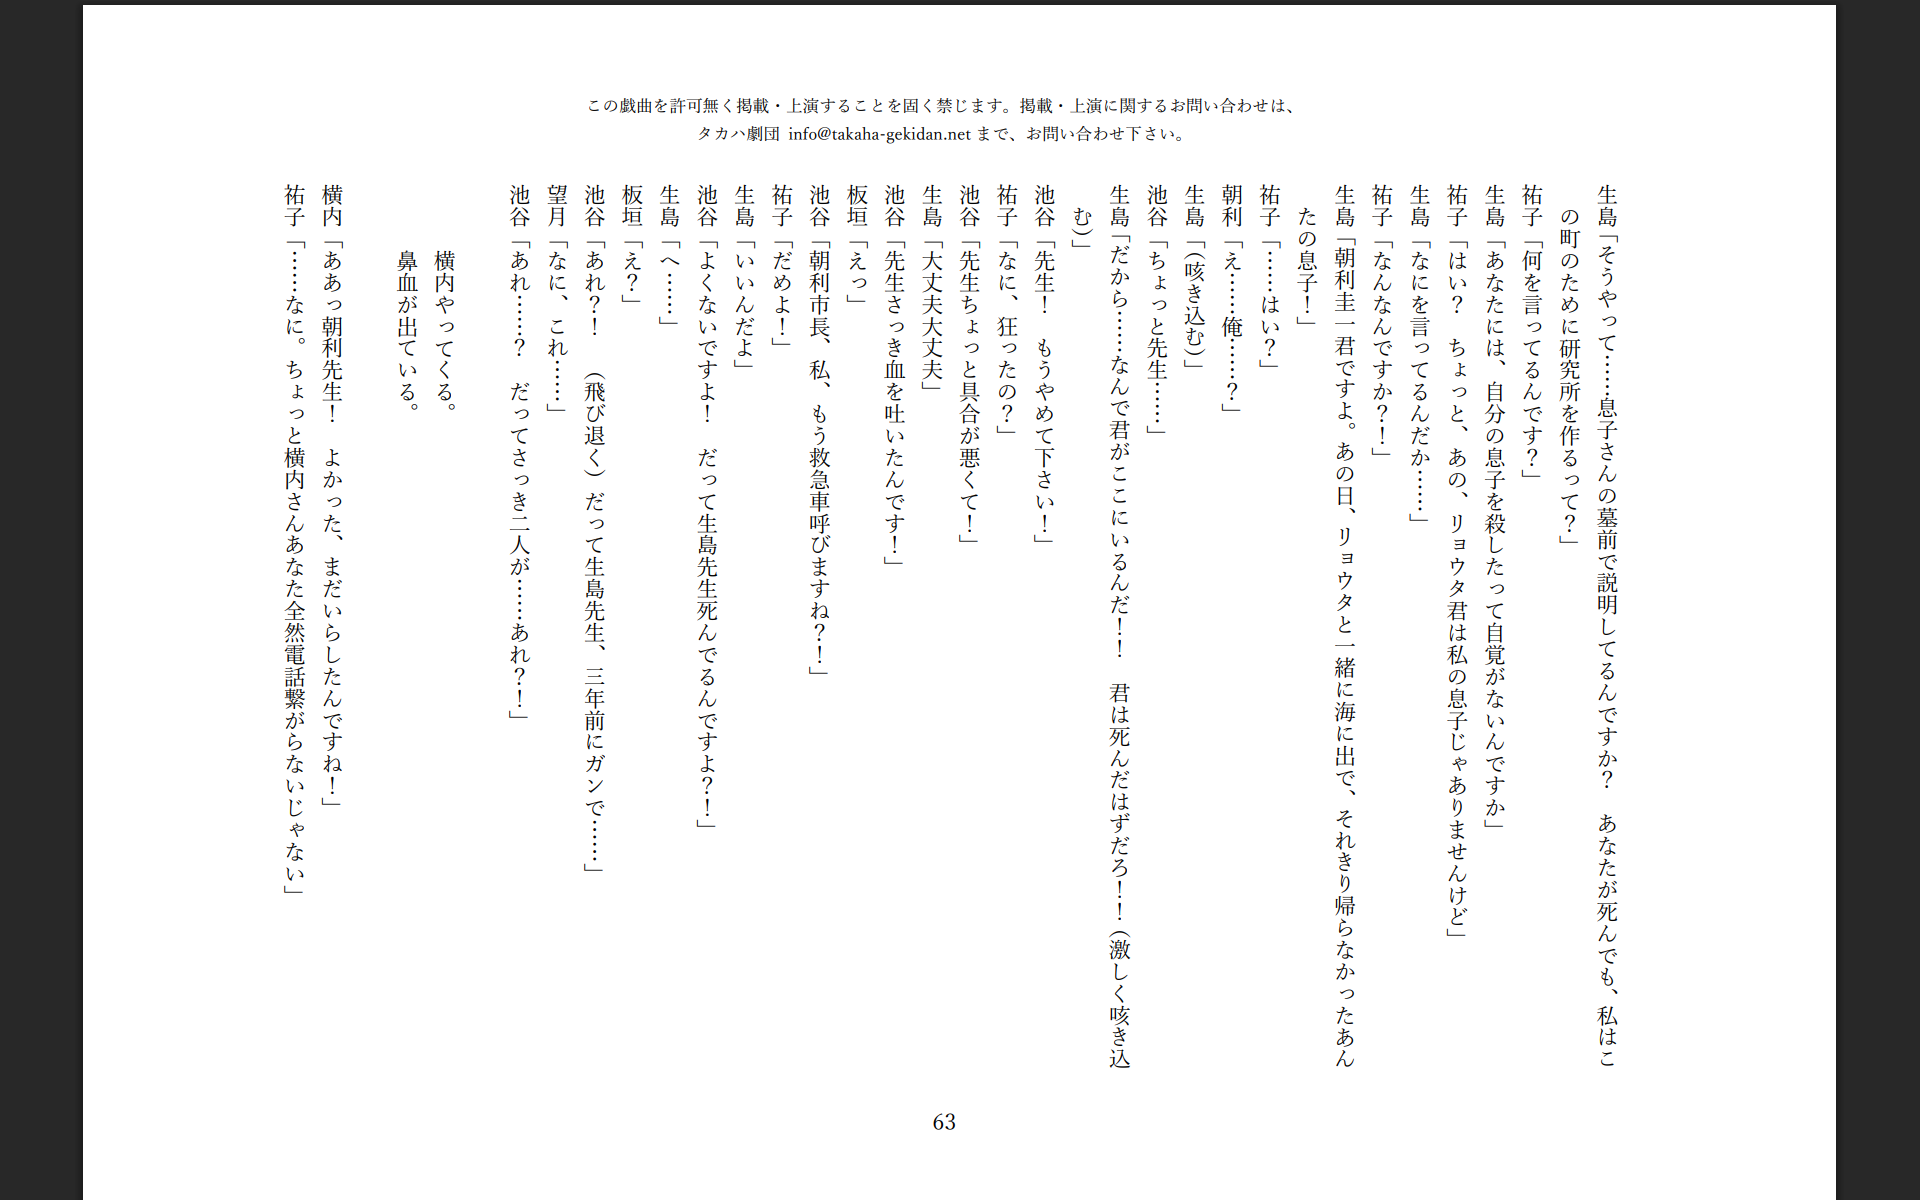 この戯曲を許可無く掲載・上演することを固く禁じます。掲載・上演に関するお問い合わせは、
タカハ劇団 info@takaha-gekidan.net まで、お問い合わせ下さい。
生島「そうやって……息子さんの墓前で説明してるんですか？　あなたが死んでも、私はこ
の町のために研究所を作るって？」
祐子「何を言ってるんです？」
生島「あなたには、自分の息子を殺したって自覚がないんですか」
祐子「はい？　ちょっと、あの、リョウタ君は私の息子じゃありませんけど」
生島「なにを言ってるんだか……」
祐子「なんなんですか？！」
生島「朝利圭一君ですよ。あの日、リョウタと一緒に海に出で、それきり帰らなかったあん
たの息子！」
祐子「……はい？」
朝利「え……俺……？」
生島「（咳き込む）」
池谷「ちょっと先生……」
生島「だから……なんで君がここにいるんだ！！　君は死んだはずだろ！！（激しく咳き込
む）」
池谷「先生！　もうやめて下さい！」
祐子「なに、狂ったの？」
池谷「先生ちょっと具合が悪くて！」
生島「大丈夫大丈夫」
池谷「先生さっき血を吐いたんです！」
板垣「えっ」
池谷「朝利市長、私、もう救急車呼びますね？！」
祐子「だめよ！」
生島「いいんだよ」
池谷「よくないですよ！　だって生島先生死んでるんですよ？！」
生島「へ……」
板垣「え？」
池谷「あれ？！　（飛び退く）だって生島先生、三年前にガンで……」
望月「なに、これ……」
池谷「あれ……？　だってさっき二人が……あれ？！」
横内やってくる。
鼻血が出ている。
横内「ああっ朝利先生！　よかった、まだいらしたんですね！」
祐子「……なに。ちょっと横内さんあなた全然電話繋がらないじゃない」
63